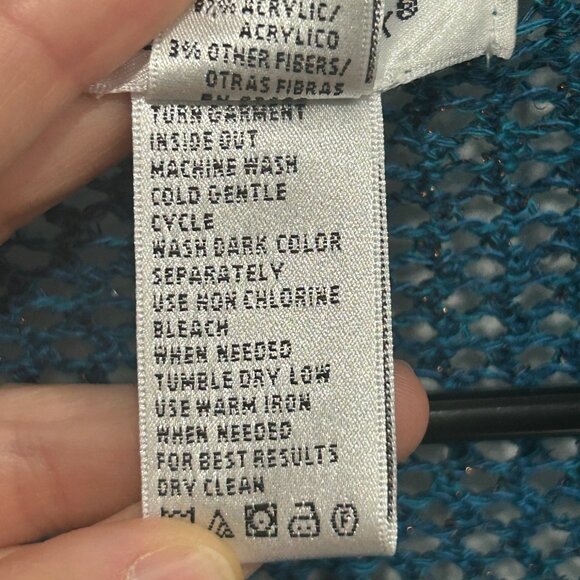 97% ACRYLIC/
ACRYLICO
3% OTHER FIBERS/
OTRAS FIBRAS
TURN GARMENT
INSIDE OUT
MACHINE WASH
COLD GENTLE
CYCLE
WASH DARK COLOR
SEPARATELY
USE NON CHLORINE
BLEACH
WHEN NEEDED
TUMBLE DRY LOW
USE WARM IRON
WHEN NEEDED
FOR BEST RESULTS
DRY CLEAN